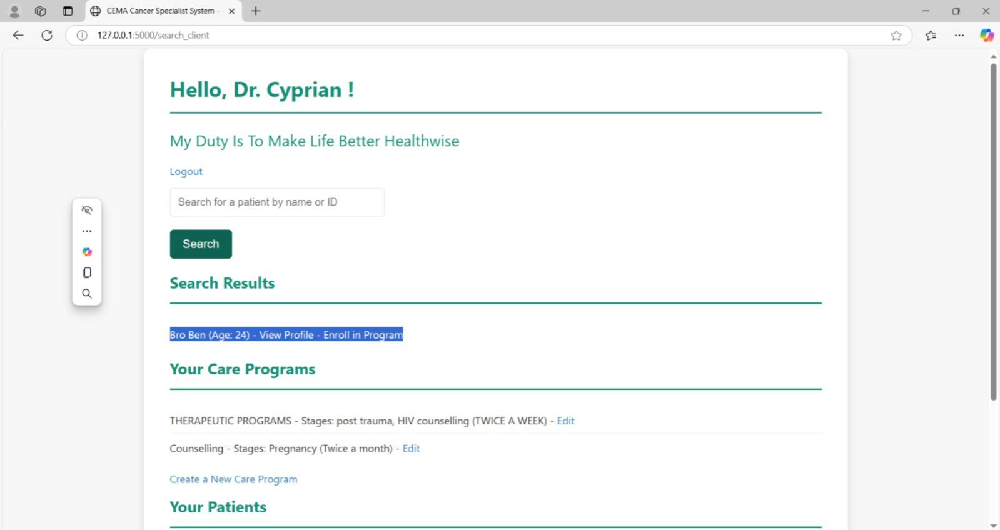 CEMA Cancer Specialist System -
127.0.0.1:5000/search_client
Hello, Dr. Cyprian !
My Duty Is To Make Life Better Healthwise
Logout
Search for a patient by name or ID
Search
Search Results
Bro Ben (Age: 24) - View Profile - Enroll in Program
Your Care Programs
THERAPEUTIC PROGRAMS - Stages: post trauma, HIV counselling (TWICE A WEEK) - Edit
Counselling - Stages: Pregnancy (Twice a month) - Edit
Create a New Care Program
Your Patients